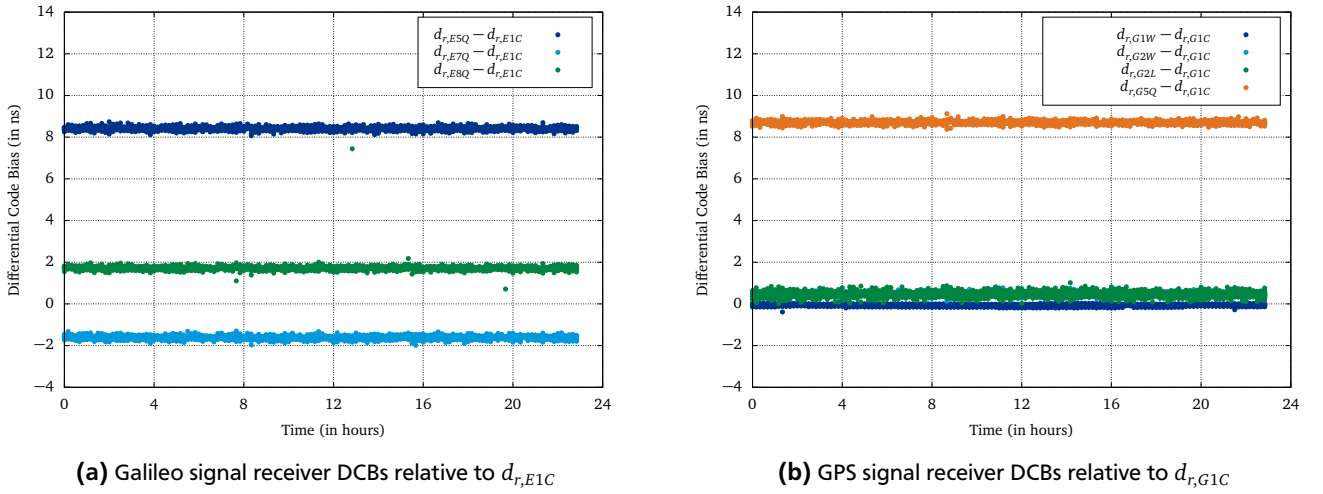 14
12
10
8
6
4
2
0
−2
−4
Differential Code Bias (in ns)
0 4 8 12 16 20 24
Time (in hours)
d_{r,E5Q} − d_{r,E1C}
d_{r,E7Q} − d_{r,E1C}
d_{r,E8Q} − d_{r,E1C}
(a) Galileo signal receiver DCBs relative to d_{r,E1C}
14
12
10
8
6
4
2
0
−2
−4
Differential Code Bias (in ns)
0 4 8 12 16 20 24
Time (in hours)
d_{r,G1W} − d_{r,G1C}
d_{r,G2W} − d_{r,G1C}
d_{r,G2L} − d_{r,G1C}
d_{r,G5Q} − d_{r,G1C}
(b) GPS signal receiver DCBs relative to d_{r,G1C}